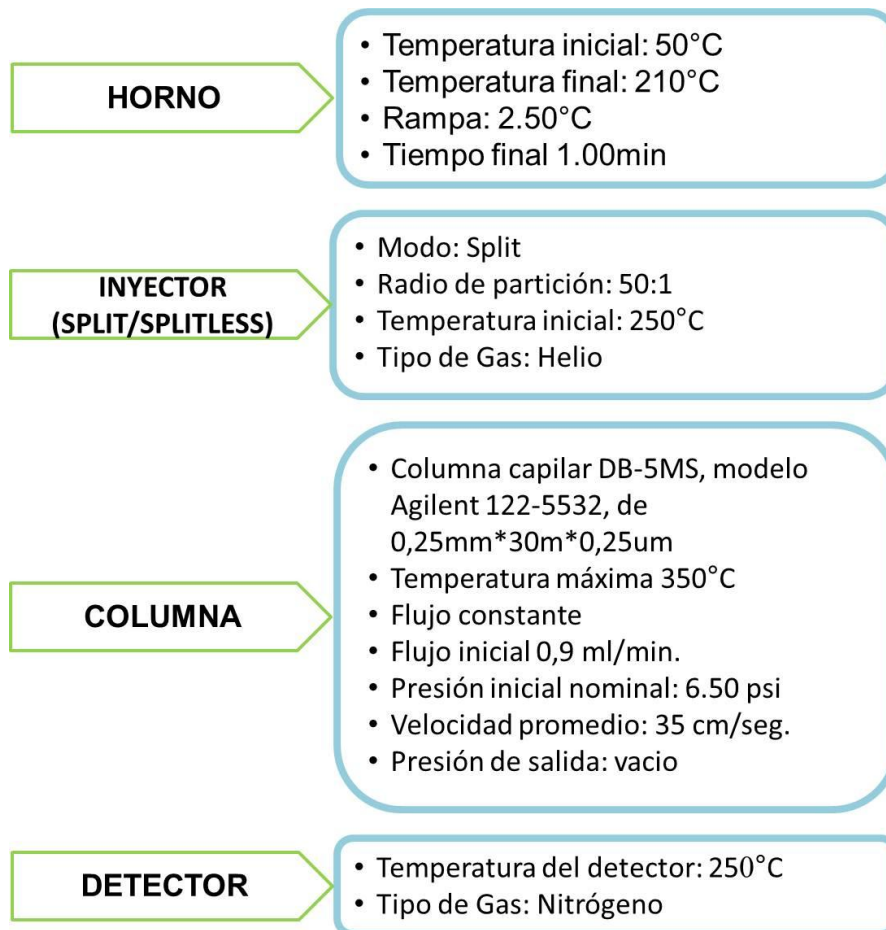 HORNO
• Temperatura inicial: 50°C
• Temperatura final: 210°C
• Rampa: 2.50°C
• Tiempo final 1.00min
INYECTOR
(SPLIT/SPLITLESS)
• Modo: Split
• Radio de partición: 50:1
• Temperatura inicial: 250°C
• Tipo de Gas: Helio
COLUMNA
• Columna capilar DB-5MS, modelo
Agilent 122-5532, de
0,25mm*30m*0,25um
• Temperatura máxima 350°C
• Flujo constante
• Flujo inicial 0,9 ml/min.
• Presión inicial nominal: 6.50 psi
• Velocidad promedio: 35 cm/seg.
• Presión de salida: vacio
DETECTOR
• Temperatura del detector: 250°C
• Tipo de Gas: Nitrógeno